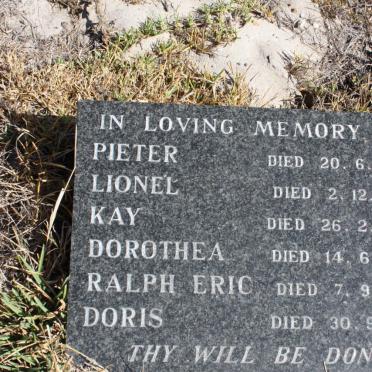 IN LOVING MEMORY
PIETER DIED 20.6.
LIONEL DIED 2.12.
KAY DIED 26.2.
DOROTHEA DIED 14.6
RALPH ERIC DIED 7.9
DORIS DIED 30.9
THY WILL BE DON